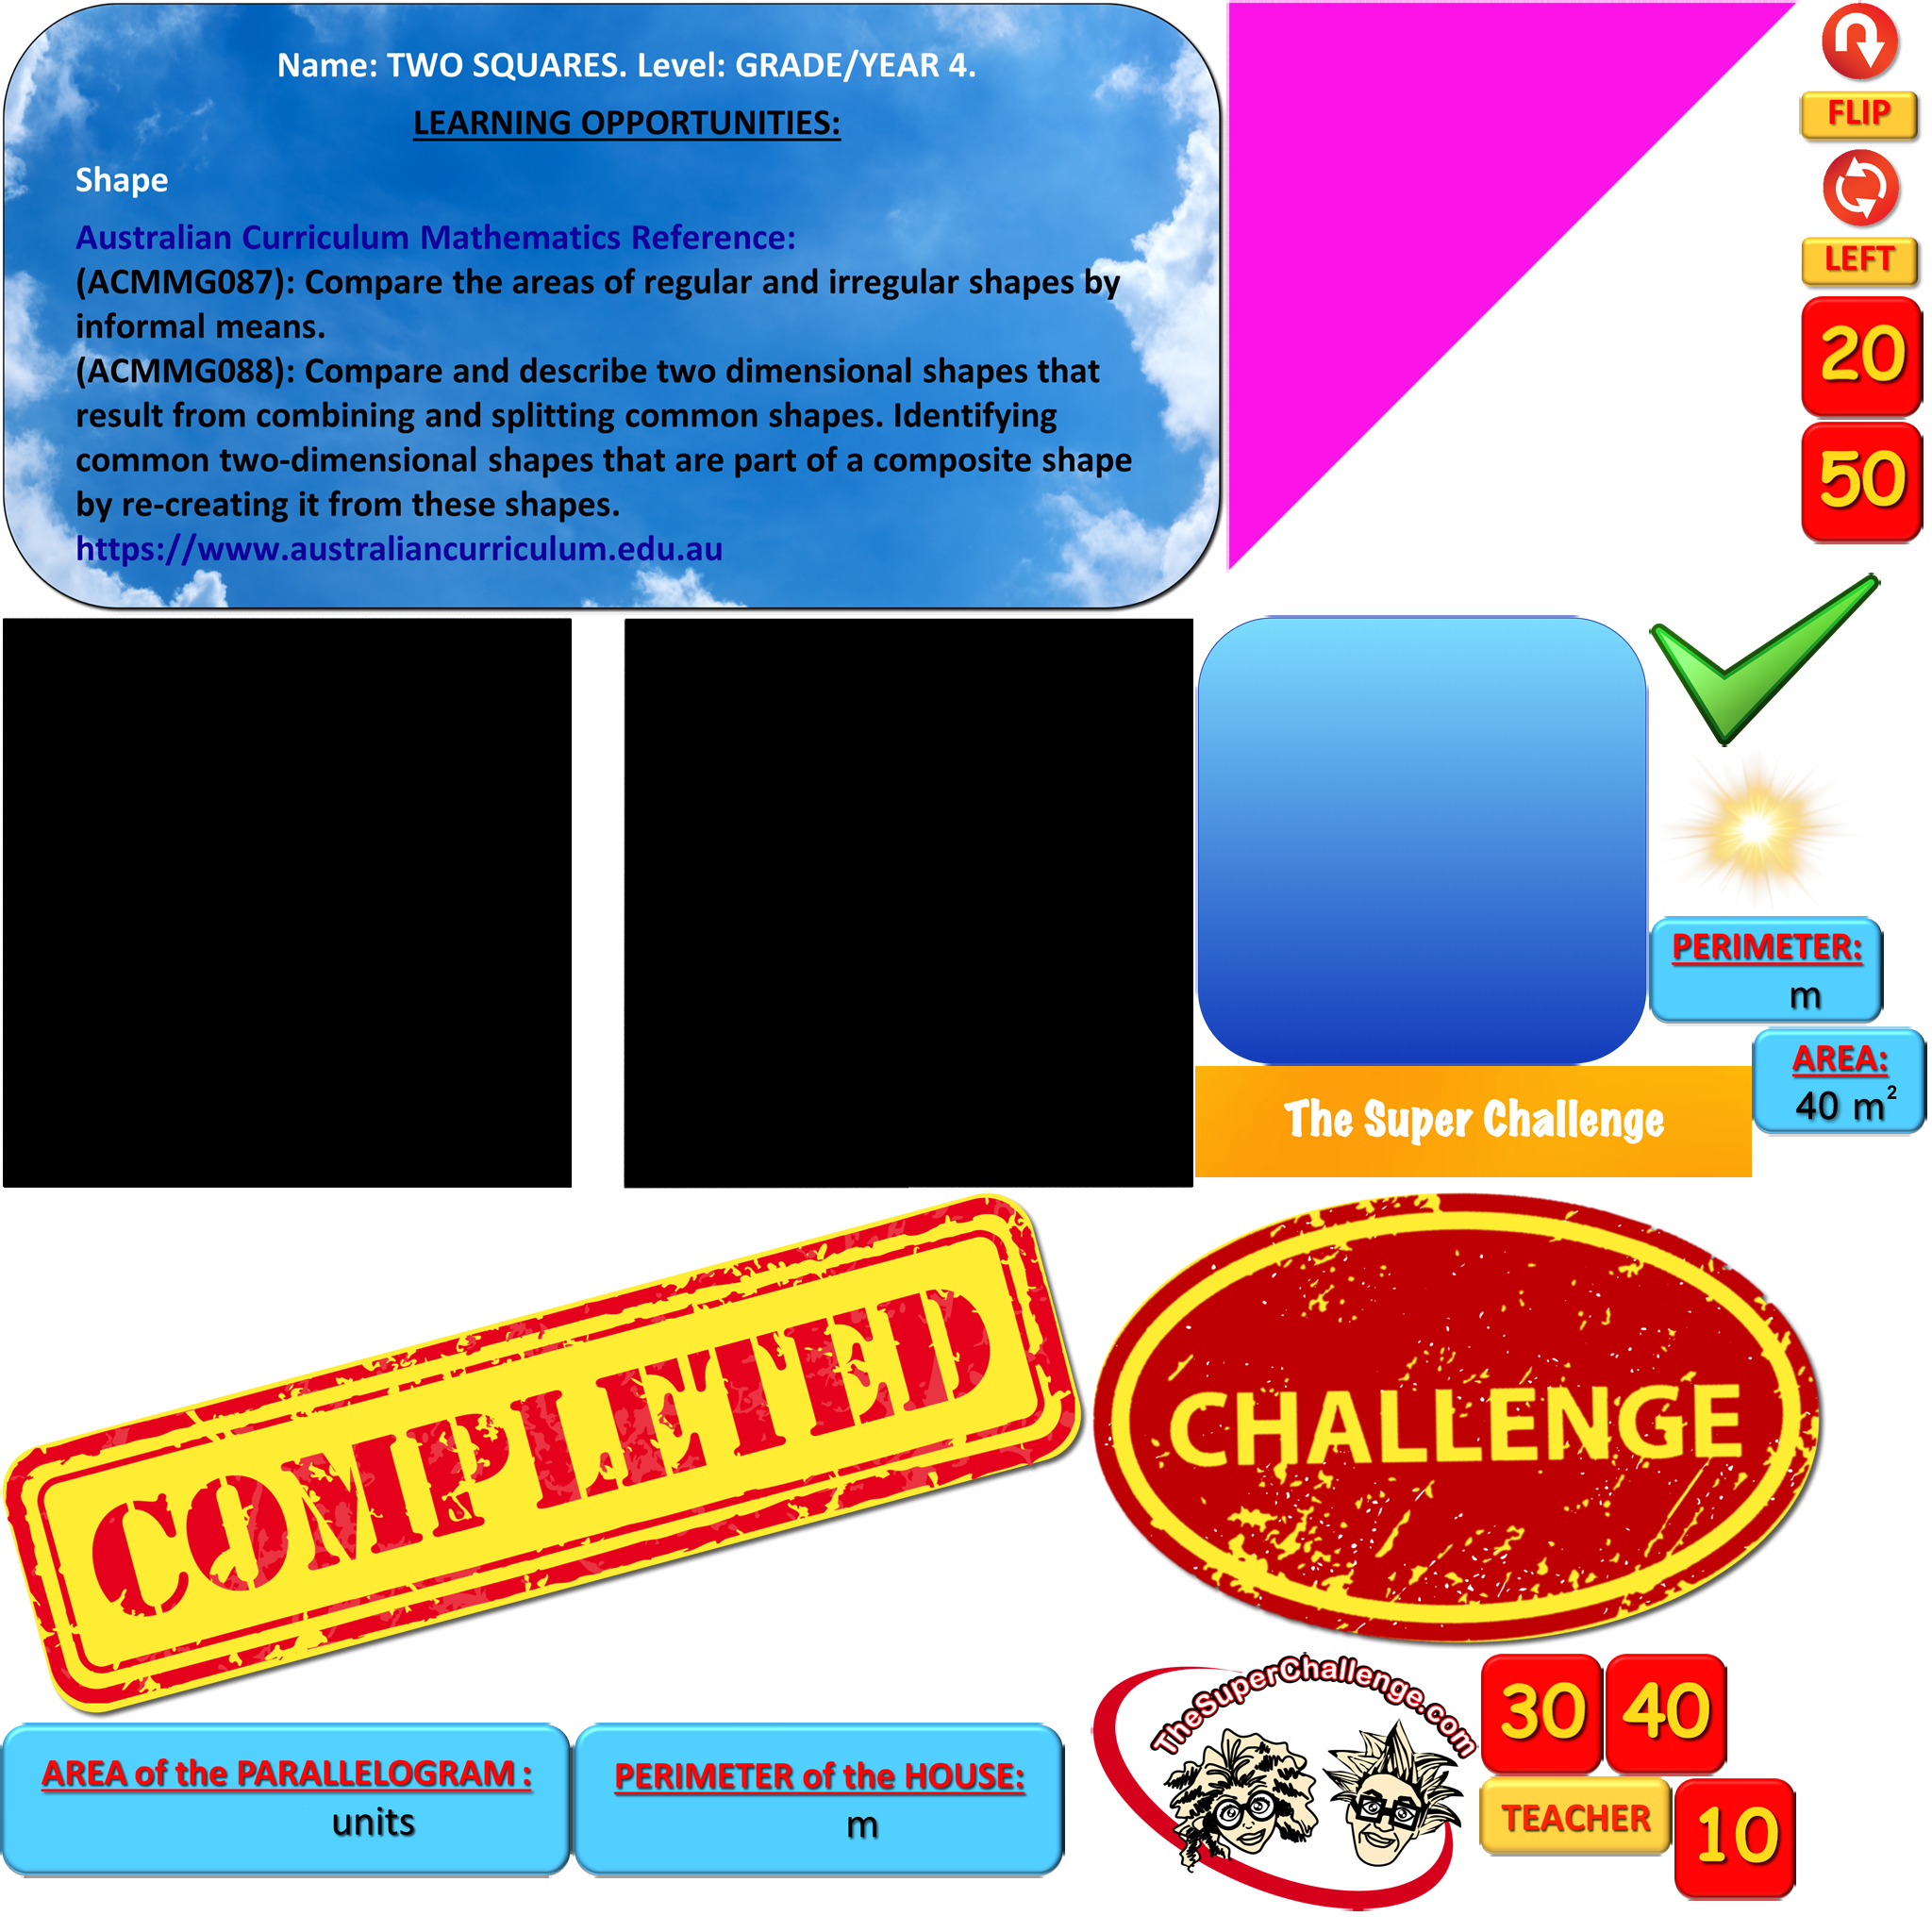 Name: TWO SQUARES. Level: GRADE/YEAR 4.
LEARNING OPPORTUNITIES:
Shape
Australian Curriculum Mathematics Reference:
(ACMMG087): Compare the areas of regular and irregular shapes by
informal means.
(ACMMG088): Compare and describe two dimensional shapes that
result from combining and splitting common shapes. Identifying
common two-dimensional shapes that are part of a composite shape
by re-creating it from these shapes.
https://www.australiancurriculum.edu.au
FLIP
LEFT
20
50
PERIMETER:
m
AREA:
40 m²
The Super Challenge
COMPLETED
CHALLENGE
TheSuperChallenge.com
30
40
TEACHER
10
AREA of the PARALLELOGRAM :
units
PERIMETER of the HOUSE:
m